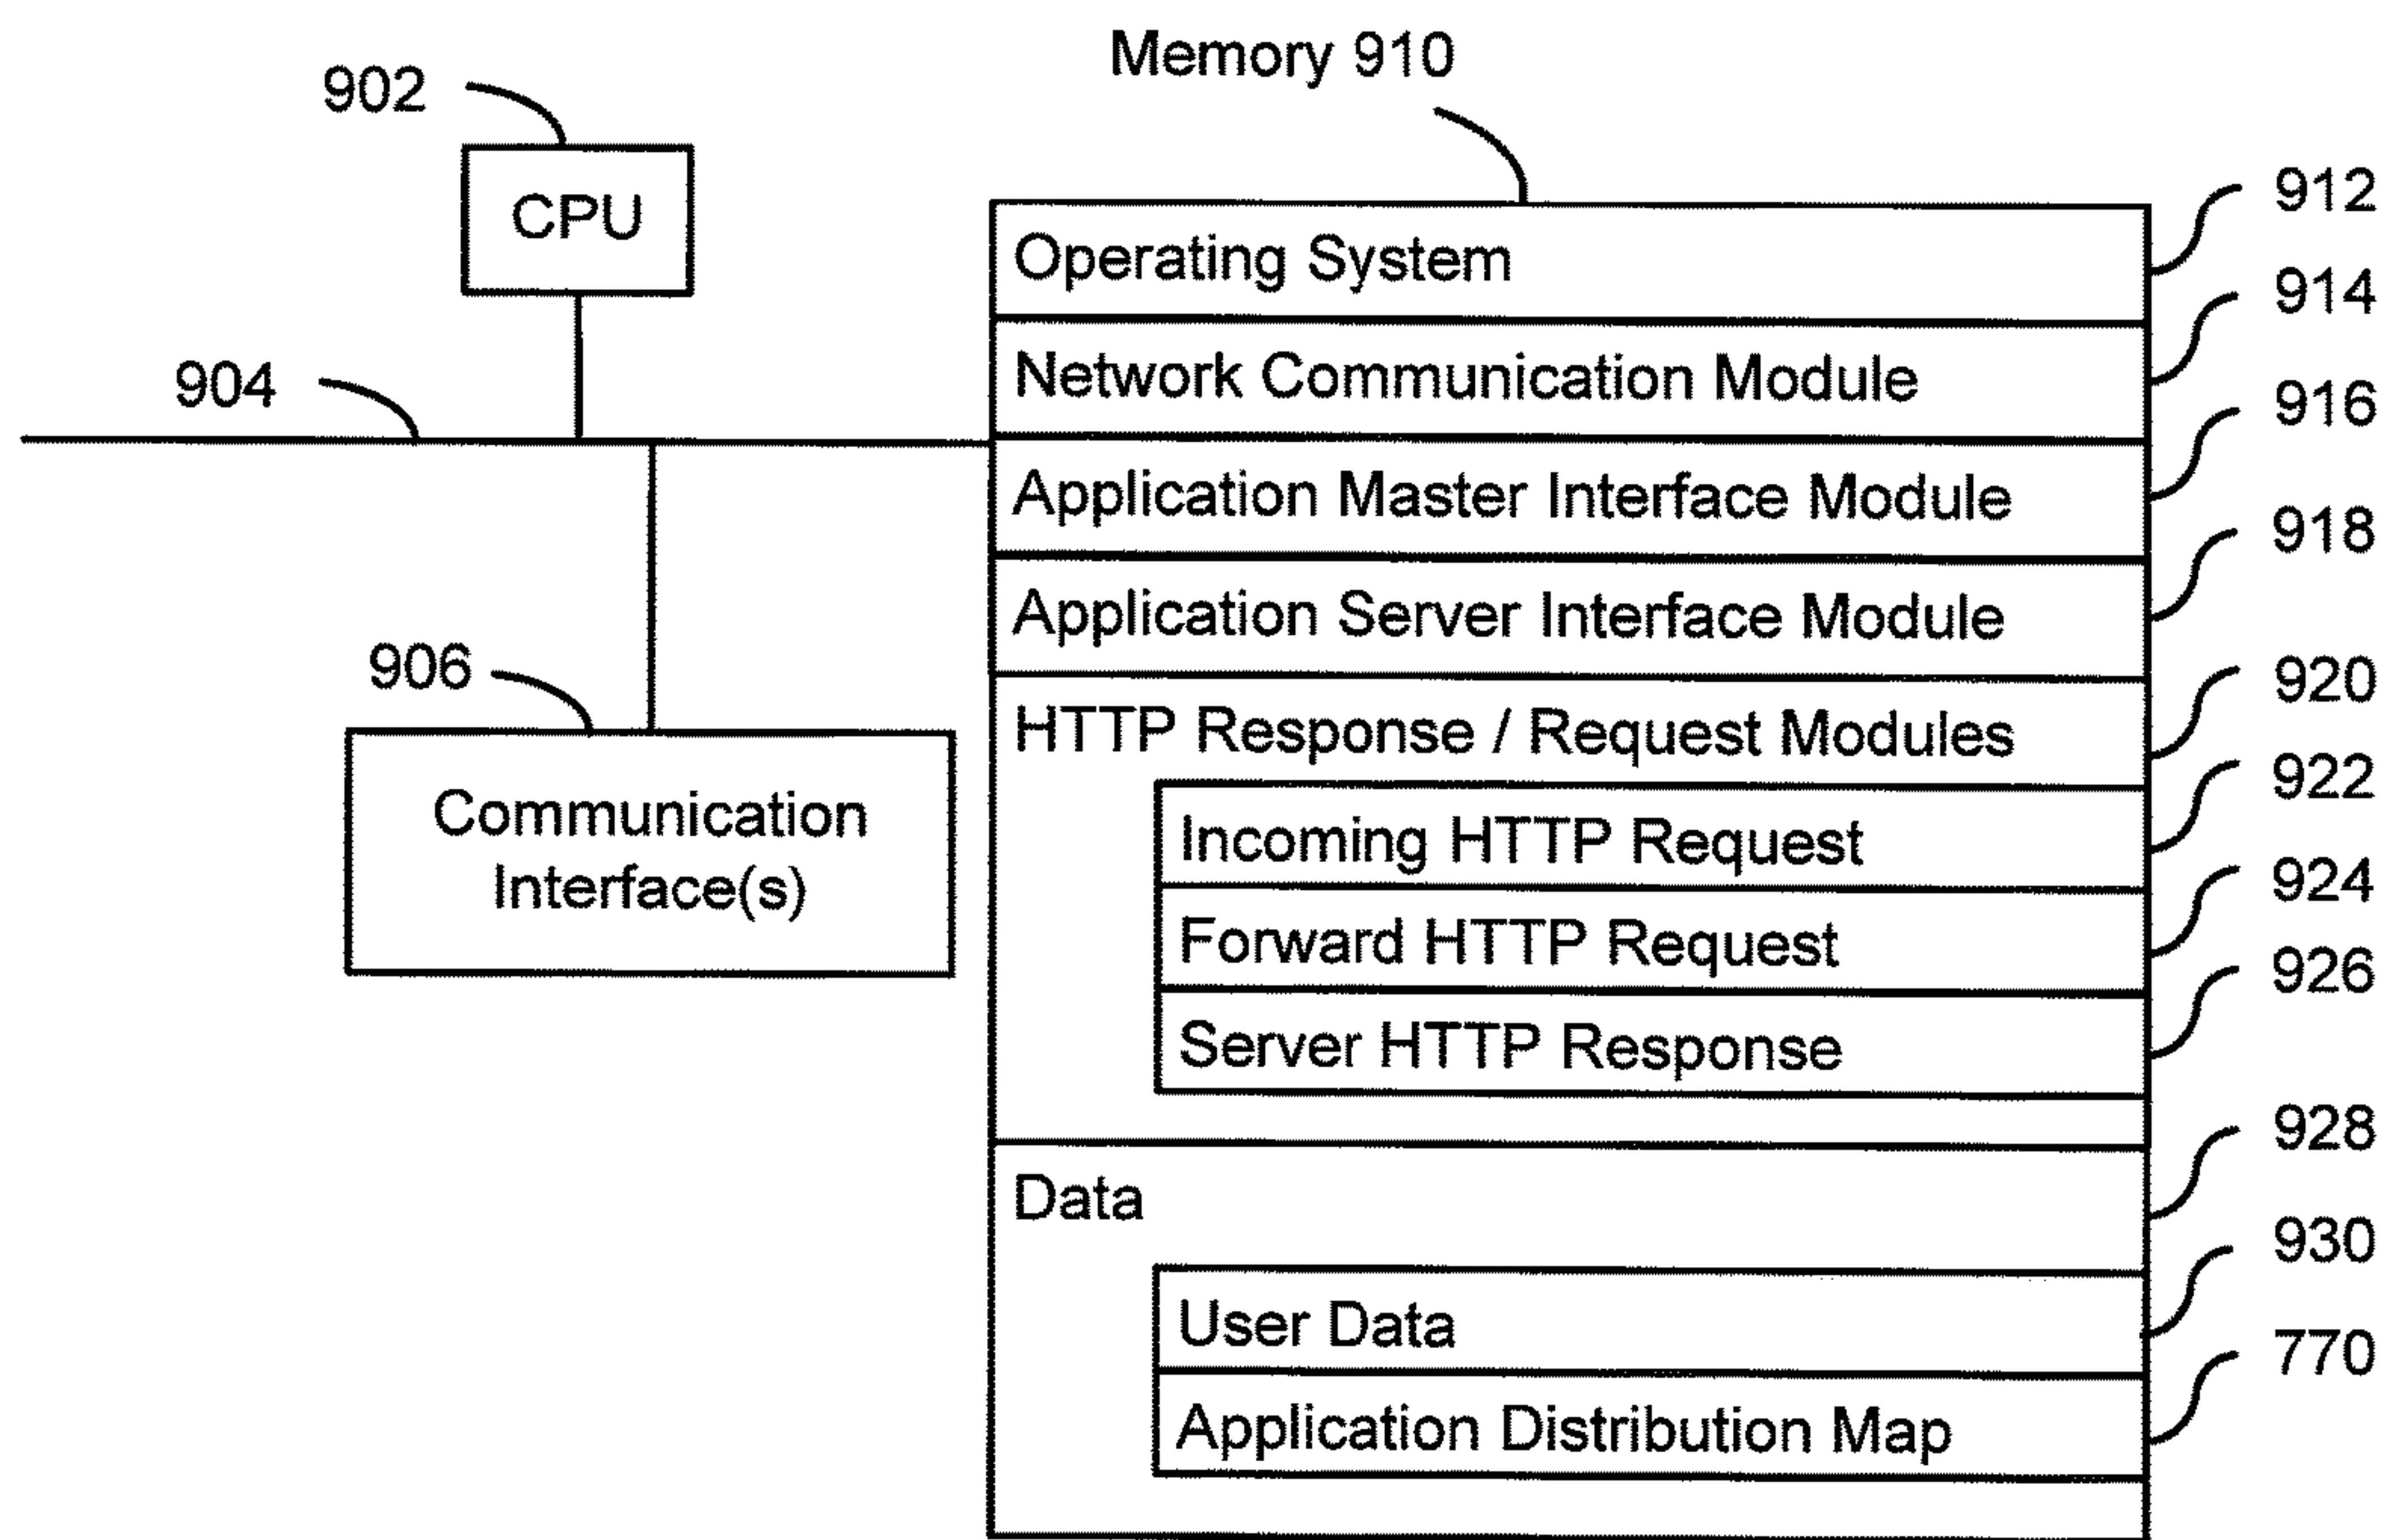 Memory 910
902
CPU
904
906
Communication
Interface(s)
Operating System
912
Network Communication Module
914
Application Master Interface Module
916
Application Server Interface Module
918
HTTP Response / Request Modules
920
Incoming HTTP Request
922
Forward HTTP Request
924
Server HTTP Response
926
Data
928
User Data
930
Application Distribution Map
770